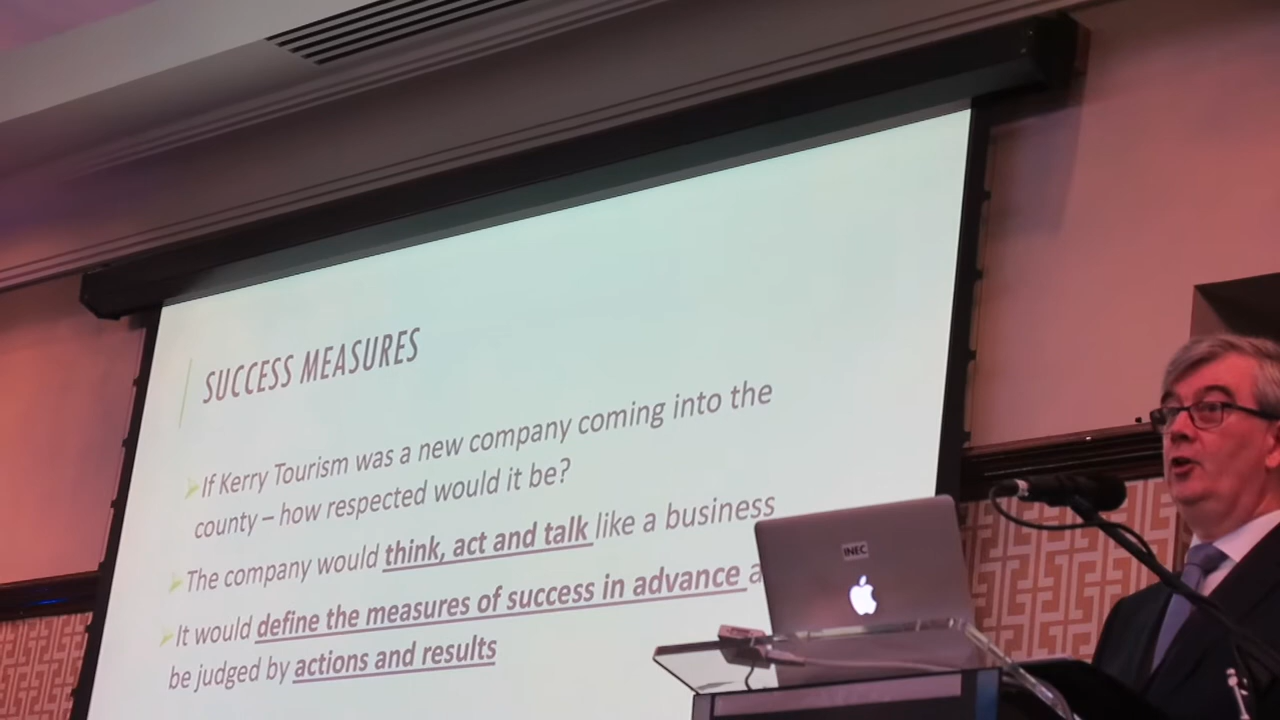 SUCCESS MEASURES
If Kerry Tourism was a new company coming into the
county – how respected would it be?
The company would think, act and talk like a business
It would define the measures of success in advance
be judged by actions and results
INEC